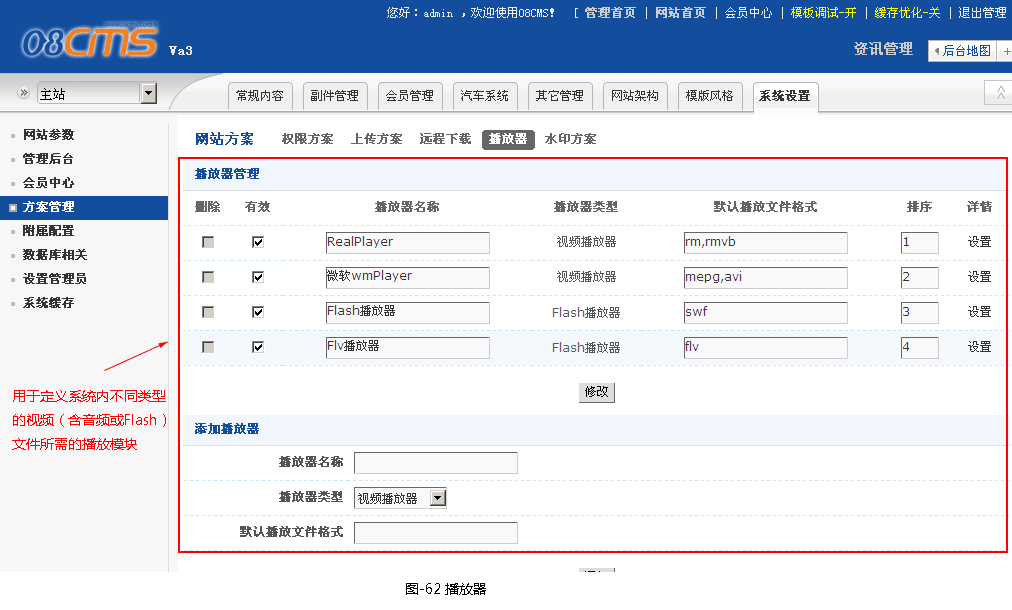 您好：admin ，欢迎使用08CMS！ [ 管理首页 | 网站首页 | 会员中心 | 模板调试-开 | 缓存优化-关 | 退出管理
08CMS Va3
资讯管理 后台地图 +
» 主站 常规内容 副件管理 会员管理 汽车系统 其它管理 网站架构 模版风格 系统设置
网站参数
管理后台
会员中心
方案管理
附属配置
数据库相关
设置管理员
系统缓存
用于定义系统内不同类型
的视频（含音频或Flash）
文件所需的播放模块
网站方案 权限方案 上传方案 远程下载 播放器 水印方案
播放器管理
删除 有效 播放器名称 播放器类型 默认播放文件格式 排序 详情
RealPlayer 视频播放器 rm,rmvb 1 设置
微软wmPlayer 视频播放器 mepg,avi 2 设置
Flash播放器 Flash播放器 swf 3 设置
Flv播放器 Flash播放器 flv 4 设置
修改
添加播放器
播放器名称
播放器类型 视频播放器
默认播放文件格式
图-62 播放器